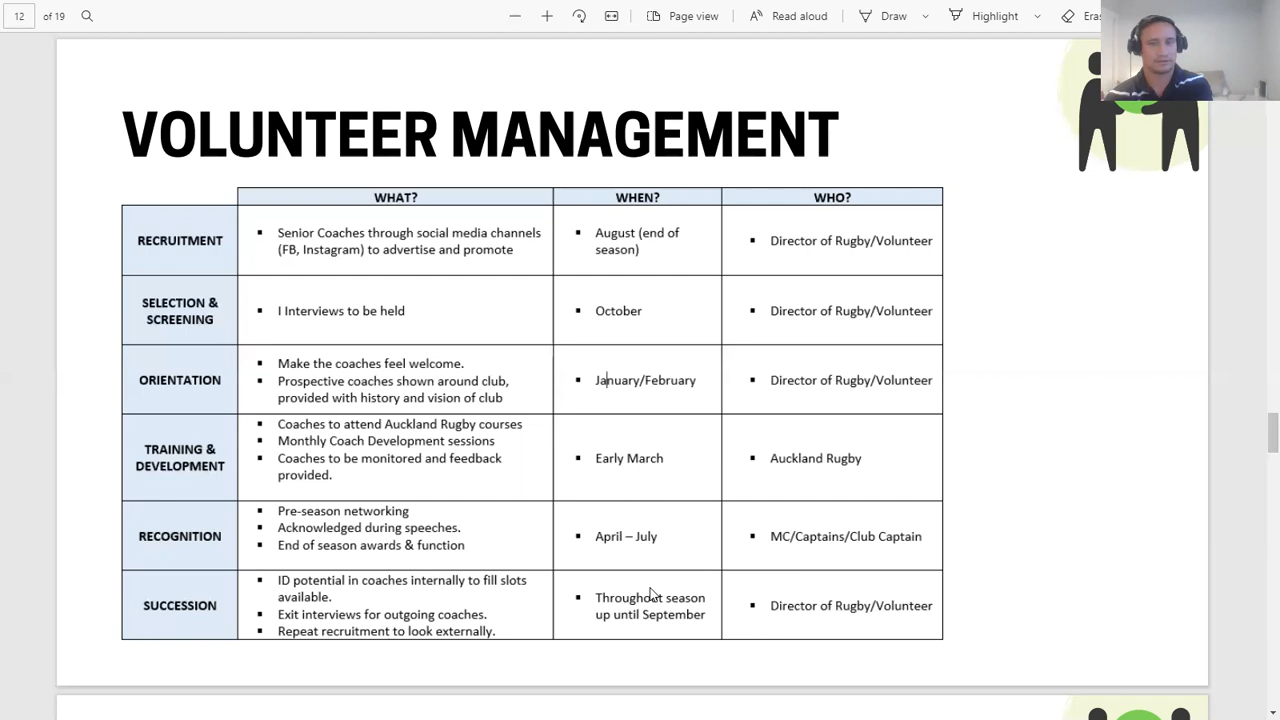 12 of 19 Page view Read aloud Draw Highlight
VOLUNTEER MANAGEMENT
WHAT? WHEN? WHO?
RECRUITMENT
▪ Senior Coaches through social media channels
(FB, Instagram) to advertise and promote
▪ August (end of
season)
▪ Director of Rugby/Volunteer
SELECTION &
SCREENING
▪ I Interviews to be held
▪ October
▪ Director of Rugby/Volunteer
ORIENTATION
▪ Make the coaches feel welcome.
▪ Prospective coaches shown around club,
provided with history and vision of club
▪ January/February
▪ Director of Rugby/Volunteer
TRAINING &
DEVELOPMENT
▪ Coaches to attend Auckland Rugby courses
▪ Monthly Coach Development sessions
▪ Coaches to be monitored and feedback
provided.
▪ Early March
▪ Auckland Rugby
RECOGNITION
▪ Pre-season networking
▪ Acknowledged during speeches.
▪ End of season awards & function
▪ April – July
▪ MC/Captains/Club Captain
SUCCESSION
▪ ID potential in coaches internally to fill slots
available.
▪ Exit interviews for outgoing coaches.
▪ Repeat recruitment to look externally.
▪ Throughout season
up until September
▪ Director of Rugby/Volunteer